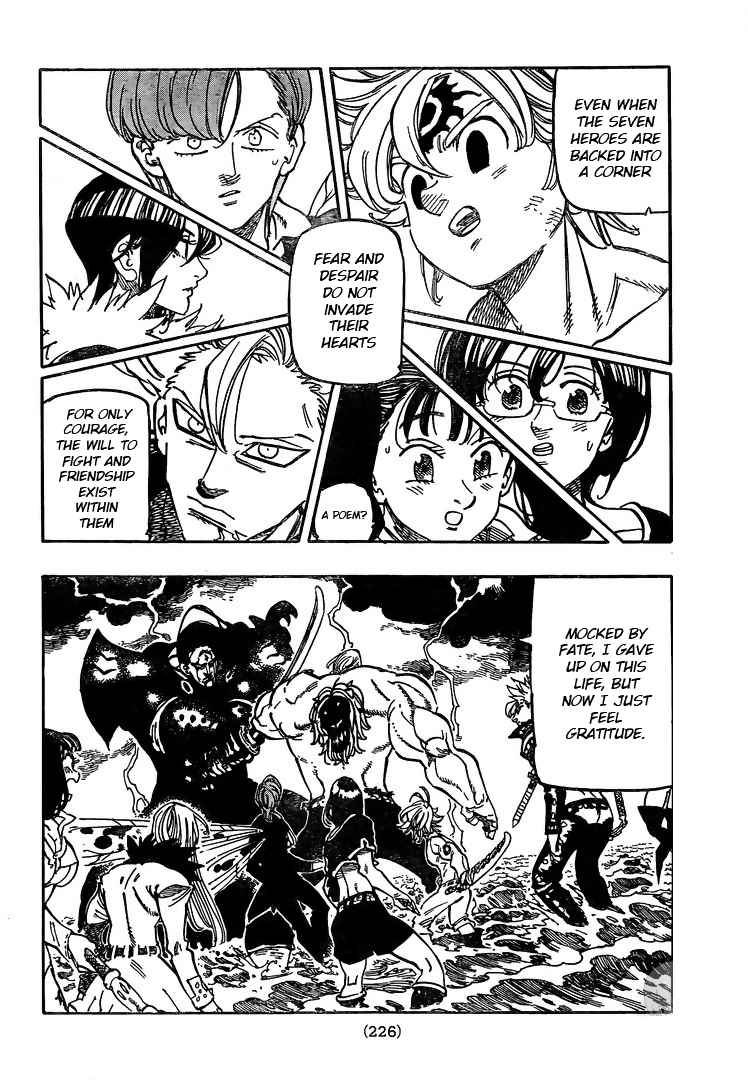 EVEN WHEN
THE SEVEN
HEROES ARE
BACKED INTO
A CORNER
FEAR AND
DESPAIR
DO NOT
INVADE
THEIR
HEARTS
FOR ONLY
COURAGE,
THE WILL TO
FIGHT AND
FRIENDSHIP
EXIST
WITHIN
THEM
A POEM?
MOCKED BY
FATE, I GAVE
UP ON THIS
LIFE, BUT
NOW I JUST
FEEL
GRATITUDE.
(226)